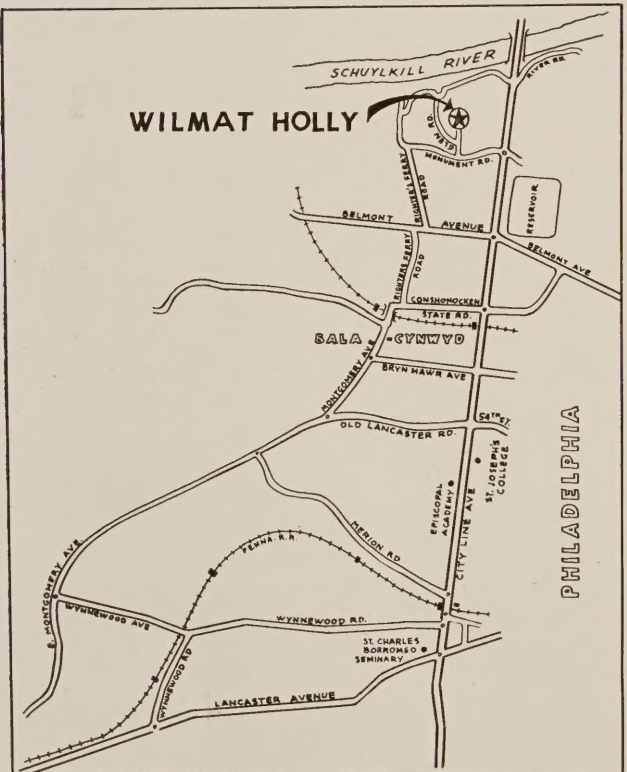 SCHUYLKILL RIVER
RIVER RD.
WILMAT HOLLY
GLEN RD.
MONUMENT RD.
RIGHTER'S FERRY
ROAD
RESERVOIR
BELMONT AVENUE
BELMONT AVE
RIGHTERS FERRY
ROAD
CONSHOHOCKEN
STATE RD.
BALA CYNWYD
MONTGOMERY AVE
BRYN MAWR AVE
54TH ST.
OLD LANCASTER RD.
ST. JOSEPH'S
COLLEGE
PHILADELPHIA
EPISCOPAL
ACADEMY
CITY LINE AVE
MERION RD
PENNA. R.R.
E. MONTGOMERY AVE.
WYNNEWOOD AVE
WYNNEWOOD RD.
ST. CHARLES
BORROMEO
SEMINARY
WYNNEWOOD RD
LANCASTER AVENUE